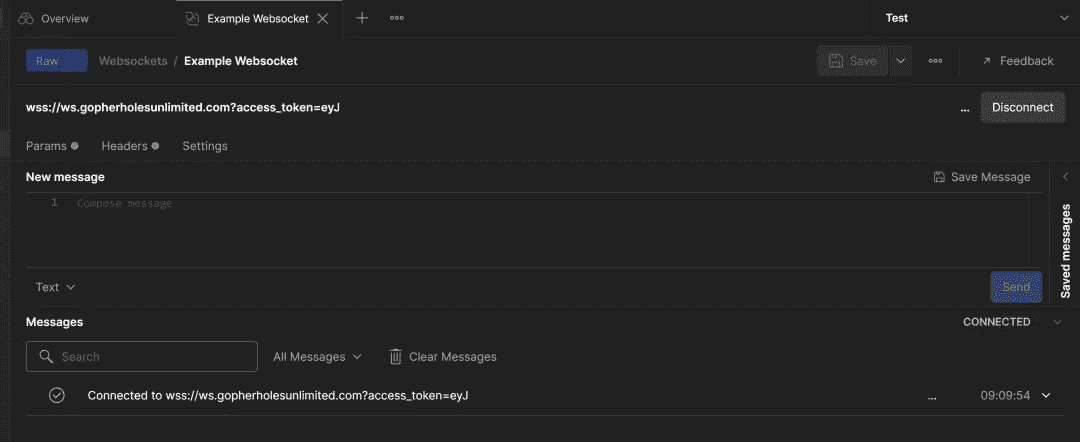 Overview Example Websocket Test
Raw Websockets / Example Websocket Save Feedback
wss://ws.gopherholesunlimited.com?access_token=eyJ ... Disconnect
Params Headers Settings
New message Save Message
1 Compose message
Saved messages
Text Send
Messages CONNECTED
Search All Messages Clear Messages
Connected to wss://ws.gopherholesunlimited.com?access_token=eyJ ... 09:09:54